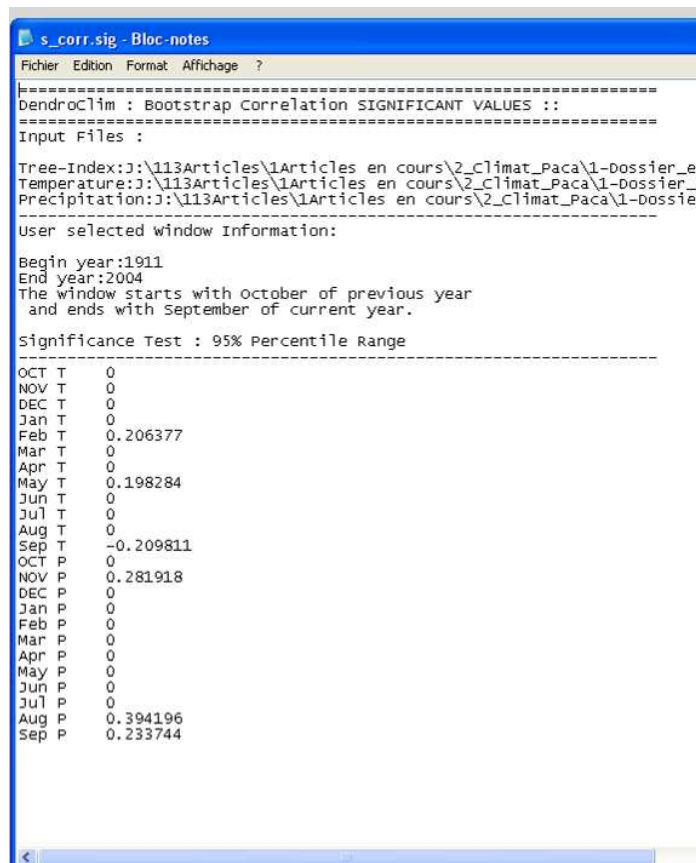 s_corr.sig - Bloc-notes
Fichier Edition Format Affichage ?
=====================================================================
DendroClim : Bootstrap Correlation SIGNIFICANT VALUES ::
=====================================================================
Input Files :
Tree-Index:J:\113Articles\1Articles en cours\2_Climat_Paca\1-Dossier_e
Temperature:J:\113Articles\1Articles en cours\2_Climat_Paca\1-Dossier_
Precipitation:J:\113Articles\1Articles en cours\2_Climat_Paca\1-Dossie
---------------------------------------------------------------------
User selected Window Information:
Begin year:1911
End year:2004
The window starts with October of previous year
and ends with September of current year.
Significance Test : 95% Percentile Range
---------------------------------------------------------------------
OCT T 0
NOV T 0
DEC T 0
Jan T 0
Feb T 0.206377
Mar T 0
Apr T 0
May T 0.198284
Jun T 0
Jul T 0
Aug T 0
Sep T -0.209811
OCT P 0
NOV P 0.281918
DEC P 0
Jan P 0
Feb P 0
Mar P 0
Apr P 0
May P 0
Jun P 0
Jul P 0
Aug P 0.394196
Sep P 0.233744